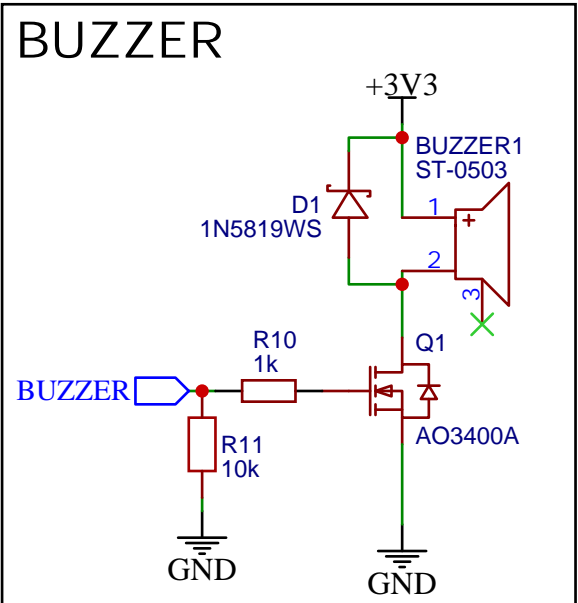 BUZZER
+3V3
BUZZER1
ST-0503
D1
1N5819WS
1
+
2
3
R10
1k
Q1
BUZZER
AO3400A
R11
10k
GND
GND